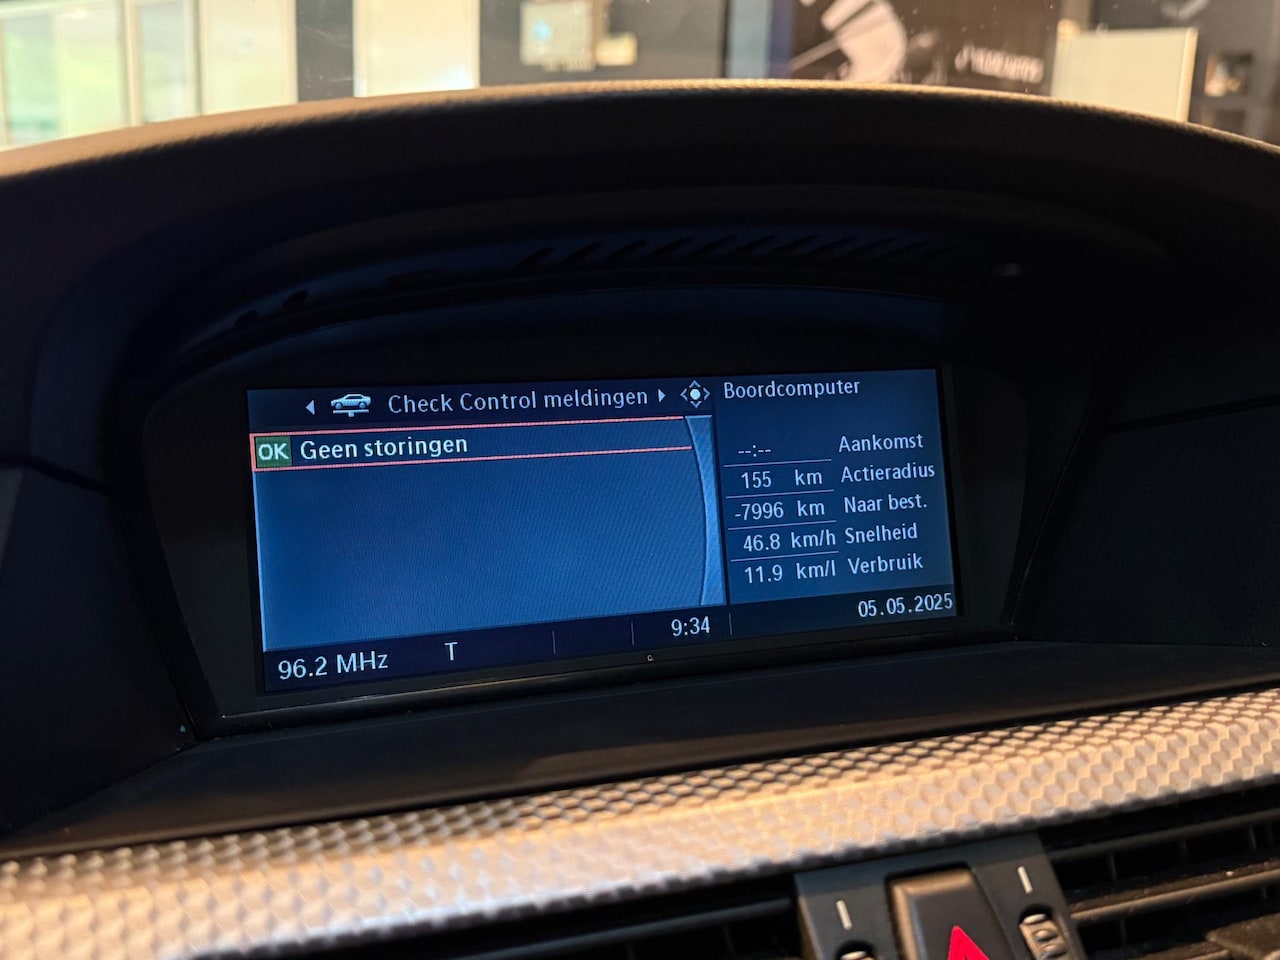 Check Control meldingen
OK Geen storingen
Boordcomputer
--:-- Aankomst
155 km Actieradius
-7996 km Naar best.
46.8 km/h Snelheid
11.9 km/l Verbruik
05.05.2025
96.2 MHz T 9:34